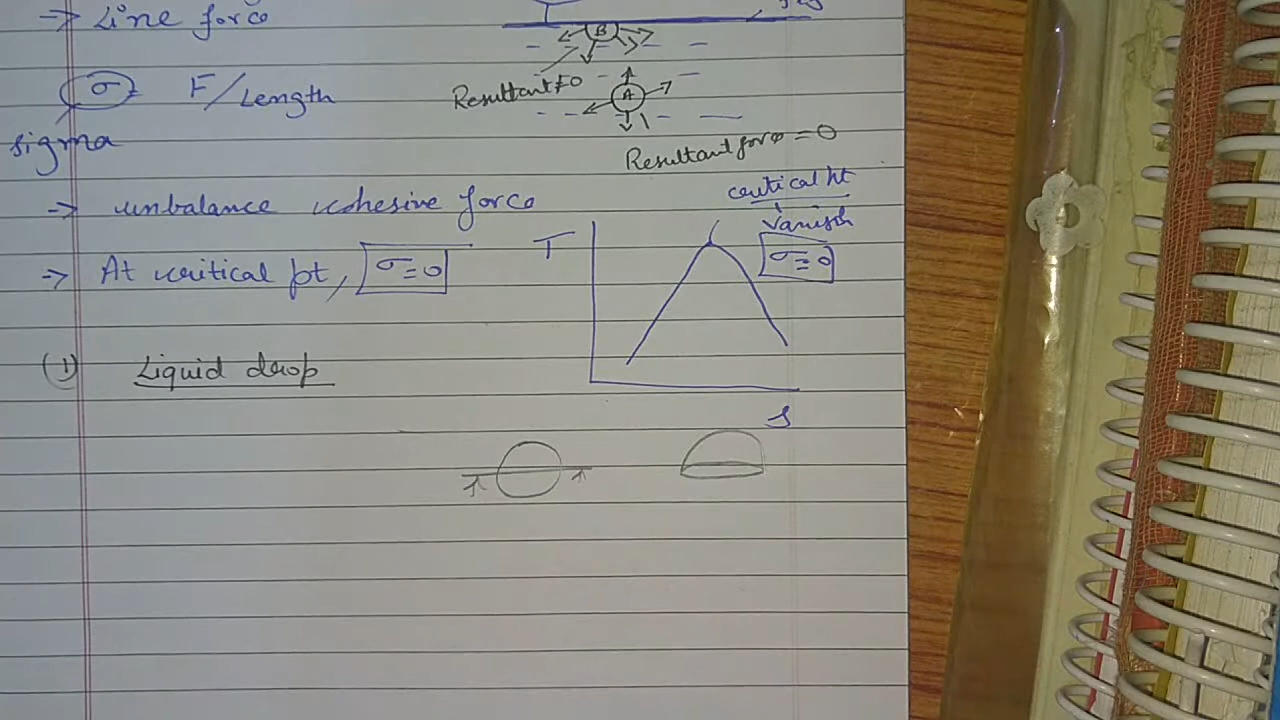 -> Line force
B
σ F/Length
Resultant≠0
A
sigma
Resultant force = 0
-> unbalance cohesive force
critical pt
Vanish
T
σ=0
-> At critical pt, σ=0
(1) Liquid drop
s